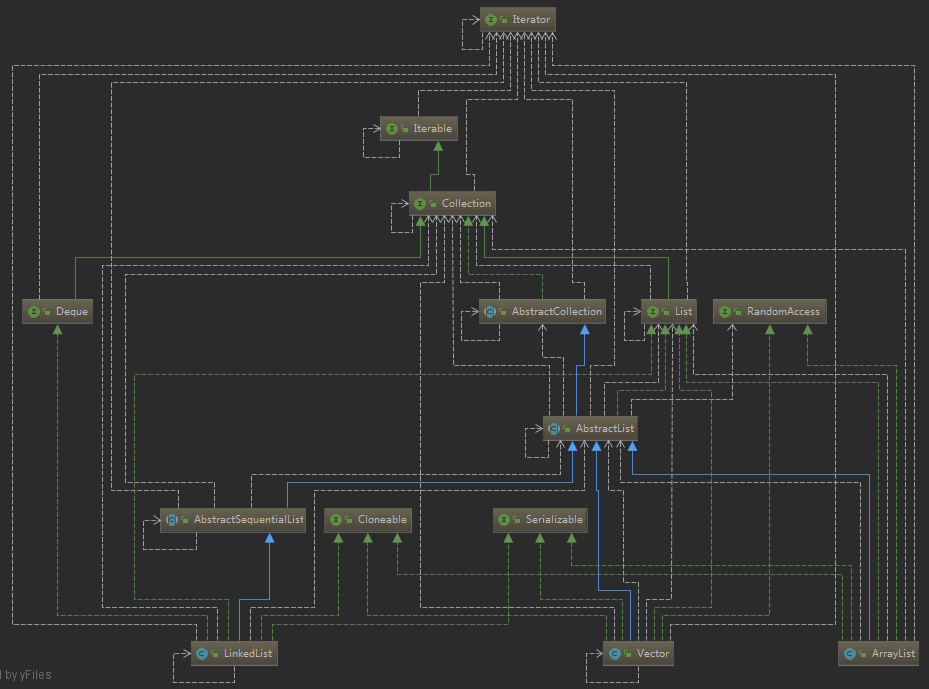 Iterator
Iterable
Collection
Deque
AbstractCollection
List
RandomAccess
AbstractList
AbstractSequentialList
Cloneable
Serializable
LinkedList
Vector
ArrayList
by yFiles